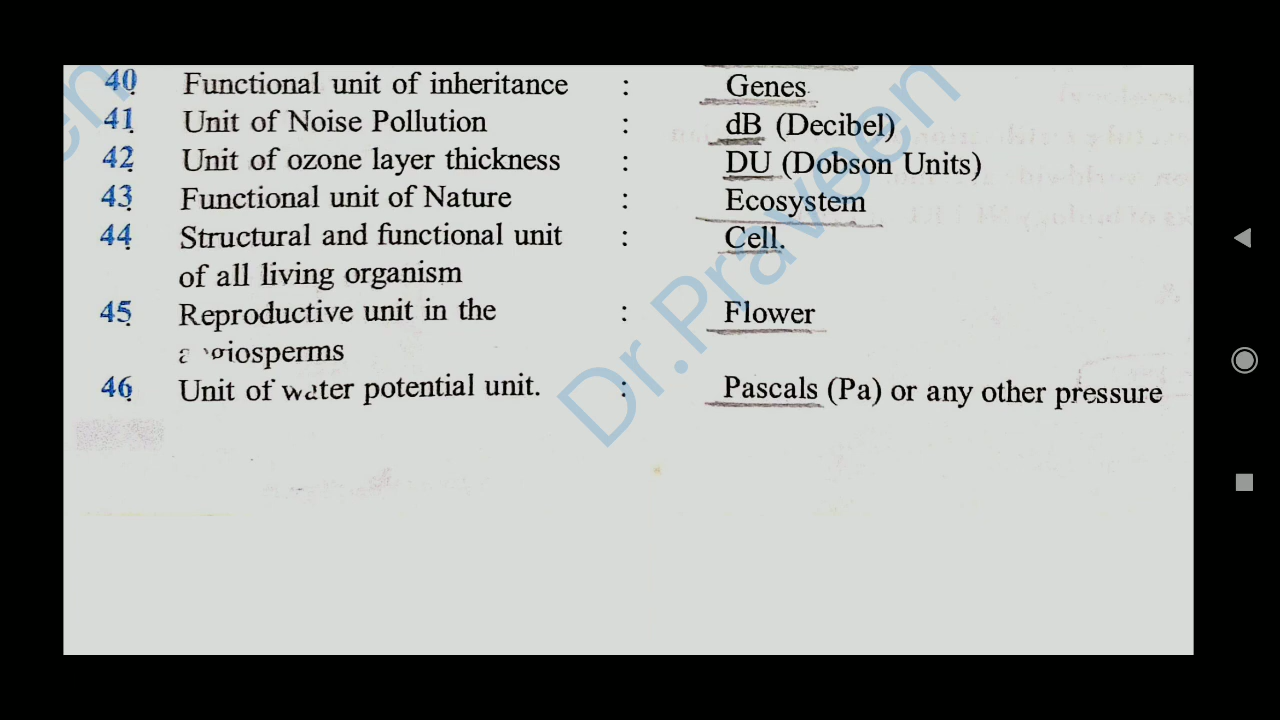 40. Functional unit of inheritance : Genes
41. Unit of Noise Pollution : dB (Decibel)
42. Unit of ozone layer thickness : DU (Dobson Units)
43. Functional unit of Nature : Ecosystem
44. Structural and functional unit : Cell.
of all living organism
45. Reproductive unit in the : Flower
angiosperms
46. Unit of water potential unit. : Pascals (Pa) or any other pressure
Dr.Praveen
en